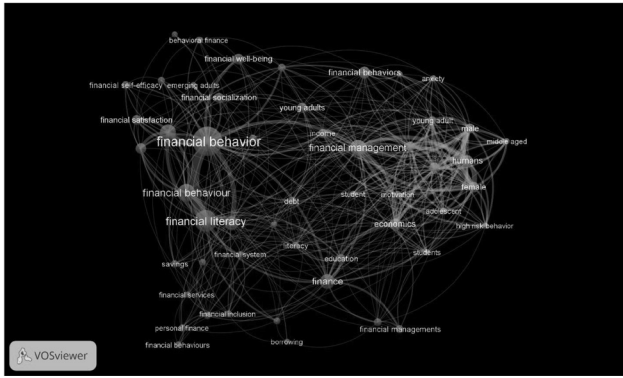 behavioral finance
financial well-being
financial behaviors
anxiety
financial self-efficacy
emerging adults
financial socialization
young adults
financial satisfaction
young adult
male
income
financial behavior
financial management
middle aged
humans
financial behaviour
female
student
motivation
debt
adolescent
financial literacy
economics
high risk behavior
literacy
financial system
education
students
savings
finance
financial services
financial inclusion
personal finance
financial managements
borrowing
financial behaviours
VOSviewer